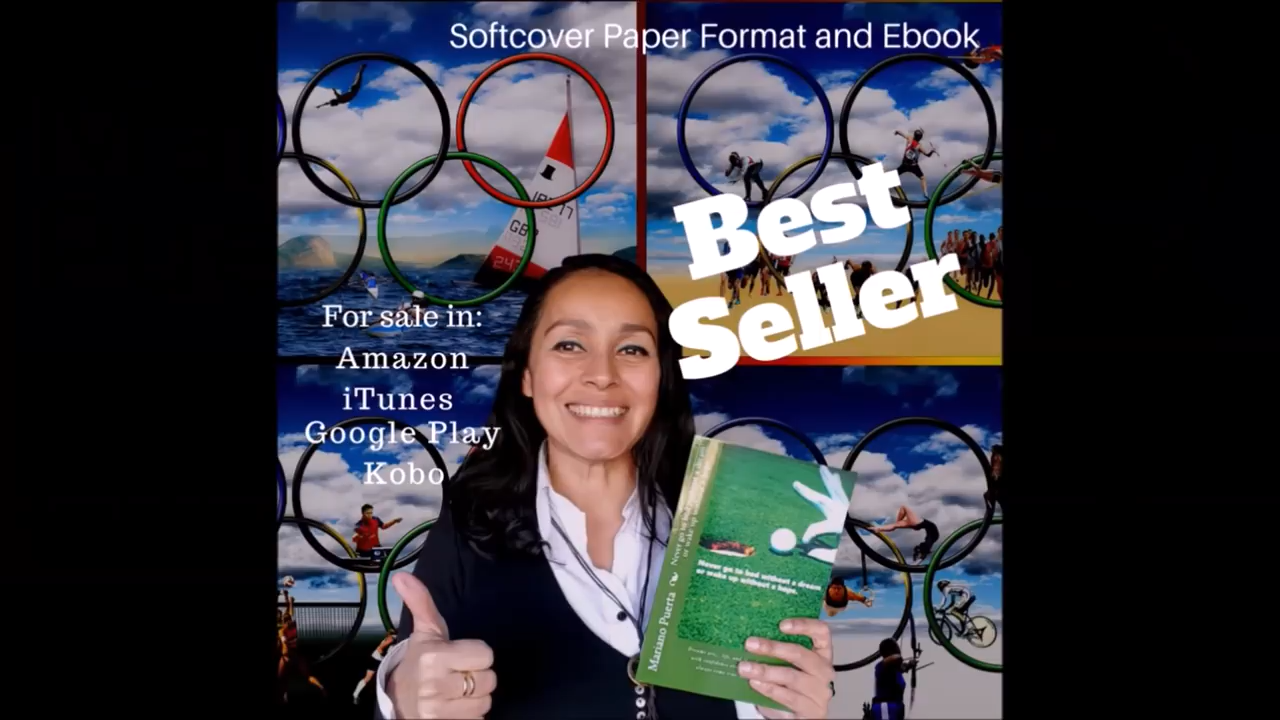 Softcover Paper Format and Ebook
Best
Seller
For sale in:
Amazon
iTunes
Google Play
Kobo
Never go to bed without a dream
or wake up without a hope.
Mariano Puerta